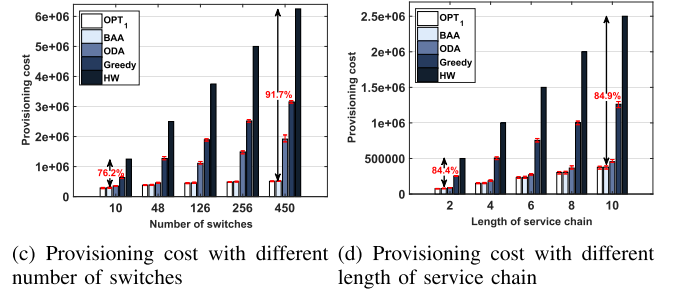 6e+06
5e+06
4e+06
3e+06
2e+06
1e+06
0
Provisioning cost
OPT1
BAA
ODA
Greedy
HW
76.2%
91.7%
10 48 126 256 450
Number of switches
2.5e+06
2e+06
1.5e+06
1e+06
500000
0
Provisioning cost
OPT1
BAA
ODA
Greedy
HW
84.4%
84.9%
2 4 6 8 10
Length of service chain
(c) Provisioning cost with different
number of switches
(d) Provisioning cost with different
length of service chain